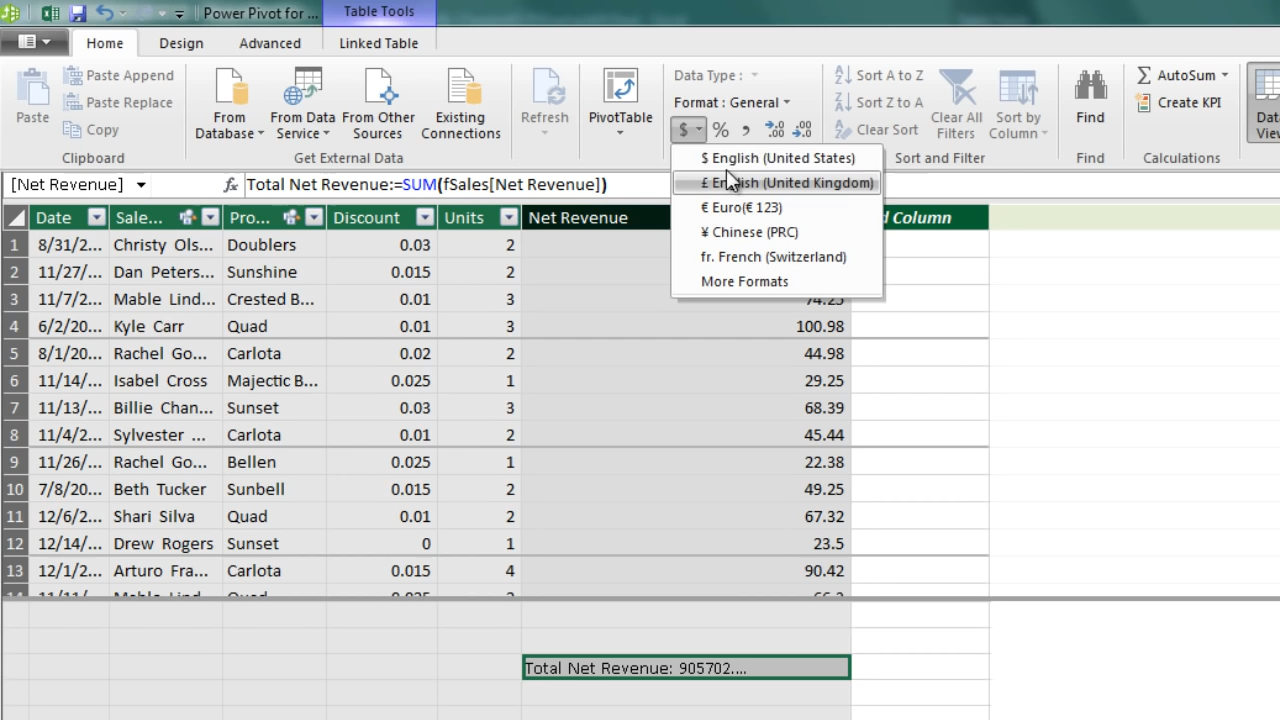 Power Pivot for ...
Table Tools
Home
Design
Advanced
Linked Table
Paste
Paste Append
Paste Replace
Copy
Clipboard
From Database
From Data Service
From Other Sources
Existing Connections
Get External Data
Refresh
PivotTable
Data Type :
Format : General
$ % ,
.00
.00
Sort A to Z
Sort Z to A
Clear Sort
Clear All Filters
Sort by Column
Sort and Filter
Find
Find
AutoSum
Create KPI
Calculations
Data View
$ English (United States)
£ English (United Kingdom)
€ Euro(€ 123)
¥ Chinese (PRC)
fr. French (Switzerland)
More Formats
[Net Revenue]
fx Total Net Revenue:=SUM(fSales[Net Revenue])
Date Sale... Pro... Discount Units Net Revenue Column
1 8/31/2... Christy Ols... Doublers 0.03 2
2 11/27/... Dan Peters... Sunshine 0.015 2
3 11/7/2... Mable Lind... Crested B... 0.01 3 74.25
4 6/2/20... Kyle Carr Quad 0.01 3 100.98
5 8/1/20... Rachel Go... Carlota 0.02 2 44.98
6 11/14/... Isabel Cross Majectic B... 0.025 1 29.25
7 11/13/... Billie Chan... Sunset 0.03 3 68.39
8 11/4/2... Sylvester ... Carlota 0.01 2 45.44
9 11/26/... Rachel Go... Bellen 0.025 1 22.38
10 7/8/20... Beth Tucker Sunbell 0.015 2 49.25
11 12/6/2... Shari Silva Quad 0.01 2 67.32
12 12/14/... Drew Rogers Sunset 0 1 23.5
13 12/1/2... Arturo Fra... Carlota 0.015 4 90.42
Total Net Revenue: 905702....